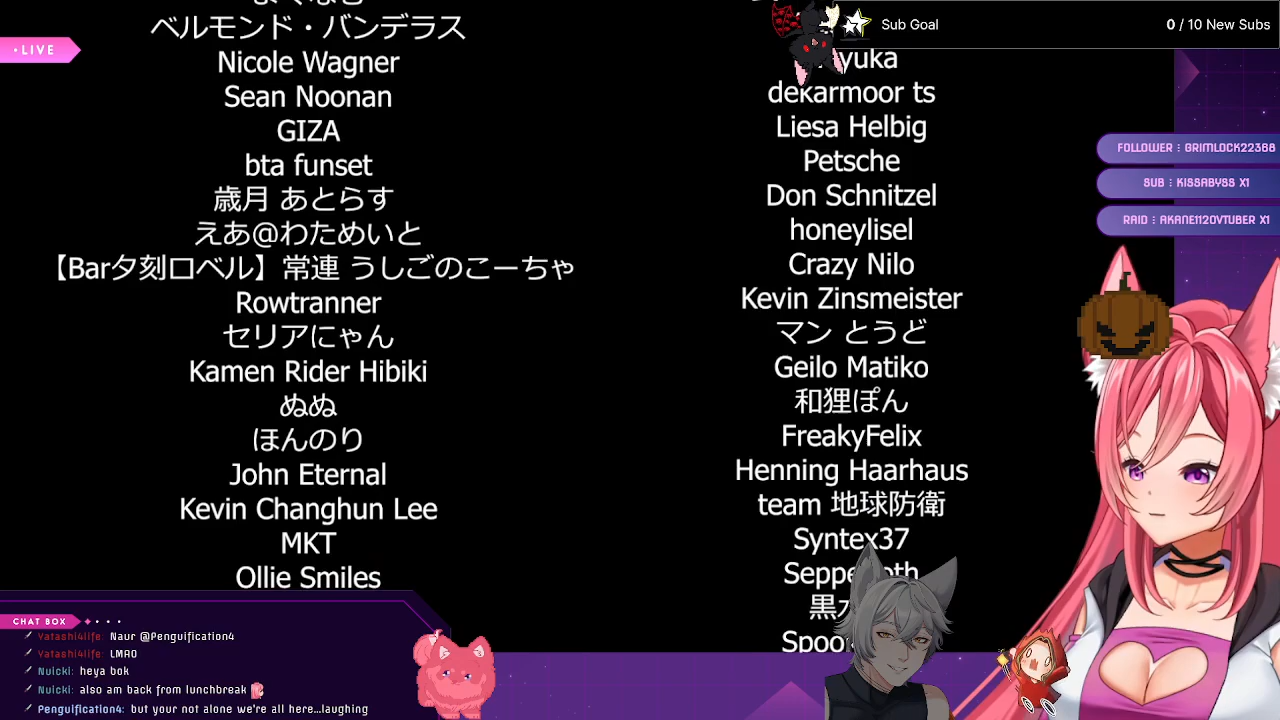 ベルモンド・バンデラス
Nicole Wagner
Sean Noonan
GIZA
bta funset
歳月 あとらす
えあ@わためいと
【Bar夕刻ロベル】常連 うしごのこーちゃ
Rowtranner
セリアにゃん
Kamen Rider Hibiki
ぬぬ
ほんのり
John Eternal
Kevin Changhun Lee
MKT
Ollie Smiles
yuka
dekarmoor ts
Liesa Helbig
Petsche
Don Schnitzel
honeylisel
Crazy Nilo
Kevin Zinsmeister
マン とうど
Geilo Matiko
和狸ぽん
FreakyFelix
Henning Haarhaus
team 地球防衛
Syntex37
Sub Goal
0 / 10 New Subs
• LIVE
FOLLOWER : GRIMLOCK22368
SUB : KISSABYSS X1
RAID : AKANE1120VTUBER X1
CHAT BOX
Yatashi4life: Naur @Penguification4
Yatashi4life: LMAO
Nuicki: heya bok
Nuicki: also am back from lunchbreak
Penguification4: but your not alone we're all here...laughing